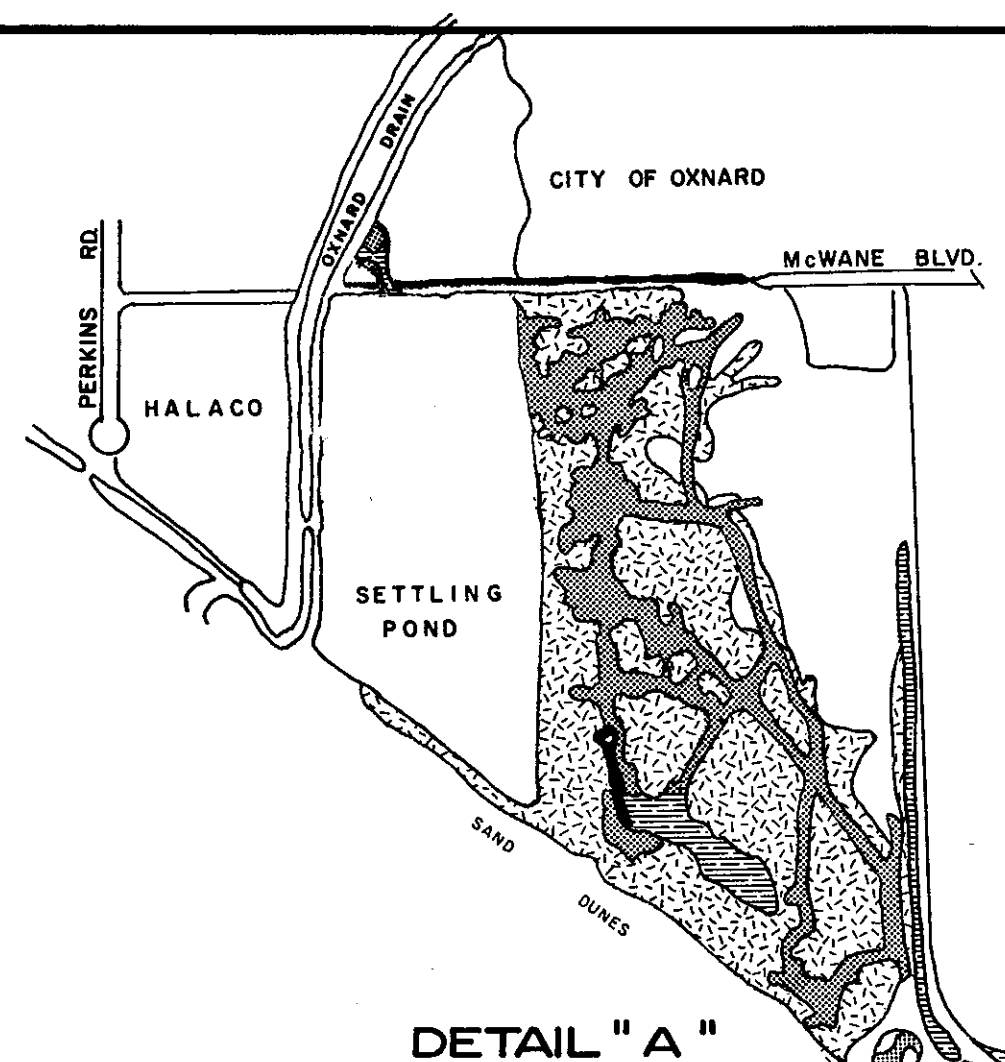 OXNARD DRAIN
CITY OF OXNARD
McWANE BLVD.
PERKINS RD.
HALACO
SETTLING
POND
SAND
DUNES
DETAIL "A"